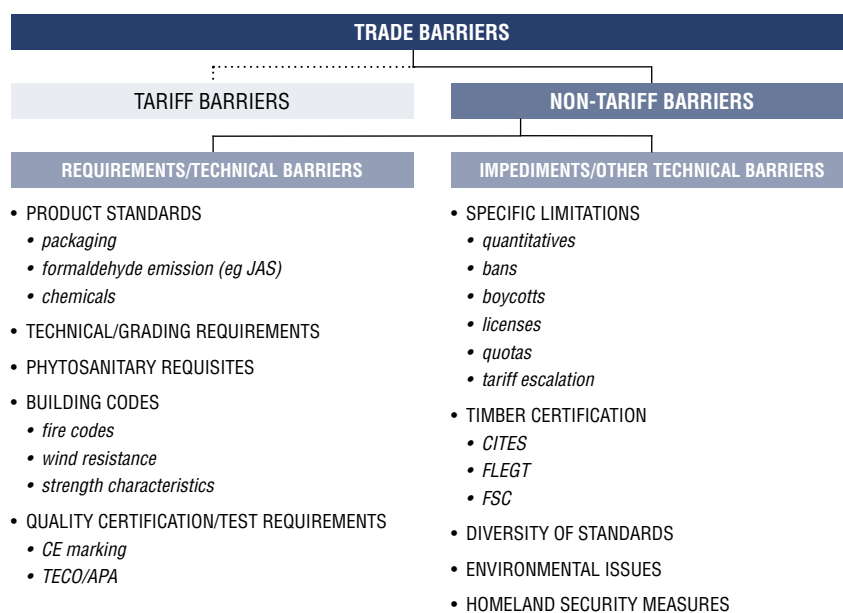 TRADE BARRIERS
TARIFF BARRIERS
NON-TARIFF BARRIERS
REQUIREMENTS/TECHNICAL BARRIERS
• PRODUCT STANDARDS
• packaging
• formaldehyde emission (eg JAS)
• chemicals
• TECHNICAL/GRADING REQUIREMENTS
• PHYTOSANITARY REQUISITES
• BUILDING CODES
• fire codes
• wind resistance
• strength characteristics
• QUALITY CERTIFICATION/TEST REQUIREMENTS
• CE marking
• TECO/APA
IMPEDIMENTS/OTHER TECHNICAL BARRIERS
• SPECIFIC LIMITATIONS
• quantitatives
• bans
• boycotts
• licenses
• quotas
• tariff escalation
• TIMBER CERTIFICATION
• CITES
• FLEGT
• FSC
• DIVERSITY OF STANDARDS
• ENVIRONMENTAL ISSUES
• HOMELAND SECURITY MEASURES